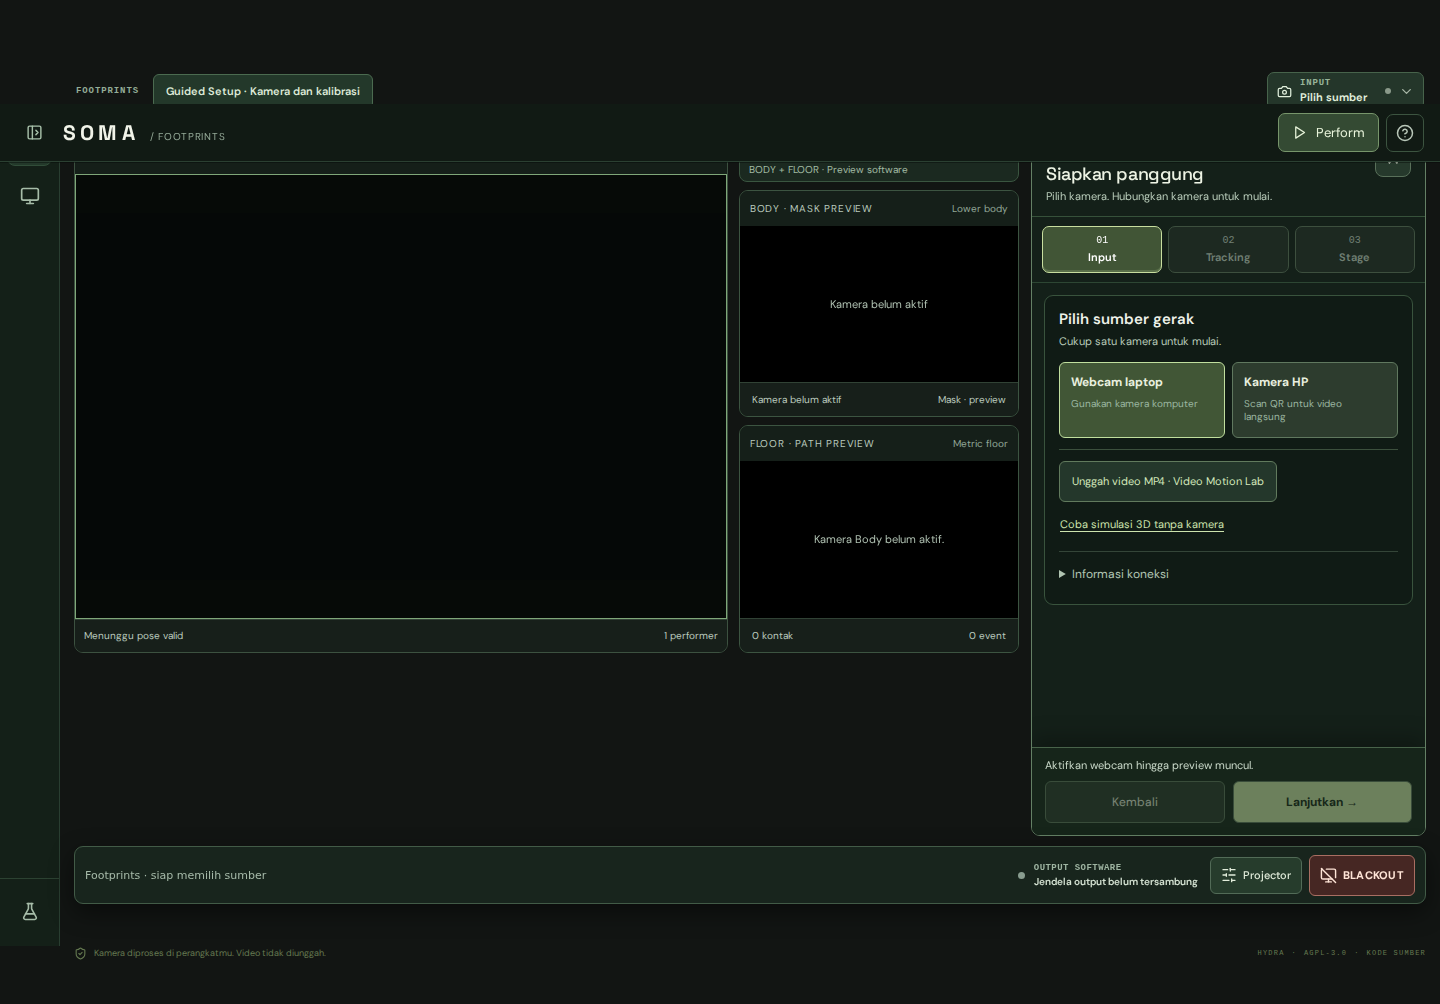 FOOTPRINTS
Guided Setup · Kamera dan kalibrasi
INPUT
Pilih sumber
SOMA
/ FOOTPRINTS
Perform
BODY + FLOOR · Preview software
BODY · MASK PREVIEW
Lower body
Kamera belum aktif
Kamera belum aktif
Mask · preview
FLOOR · PATH PREVIEW
Metric floor
Kamera Body belum aktif.
0 kontak
0 event
Menunggu pose valid
1 performer
Siapkan panggung
Pilih kamera. Hubungkan kamera untuk mulai.
01
Input
02
Tracking
03
Stage
Pilih sumber gerak
Cukup satu kamera untuk mulai.
Webcam laptop
Gunakan kamera komputer
Kamera HP
Scan QR untuk video
langsung
Unggah video MP4 · Video Motion Lab
Coba simulasi 3D tanpa kamera
Informasi koneksi
Aktifkan webcam hingga preview muncul.
Kembali
Lanjutkan →
Footprints · siap memilih sumber
OUTPUT SOFTWARE
Jendela output belum tersambung
Projector
BLACKOUT
Kamera diproses di perangkatmu. Video tidak diunggah.
HYDRA · AGPL-3.0 · KODE SUMBER